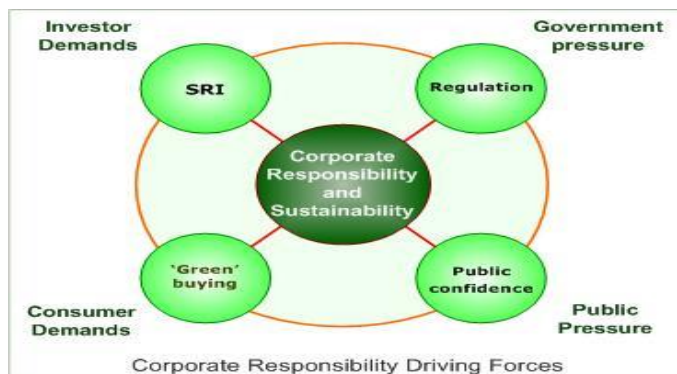 Investor
Demands
Government
pressure
SRI
Regulation
Corporate
Responsibility
and
Sustainability
'Green'
buying
Public
confidence
Consumer
Demands
Public
Pressure
Corporate Responsibility Driving Forces